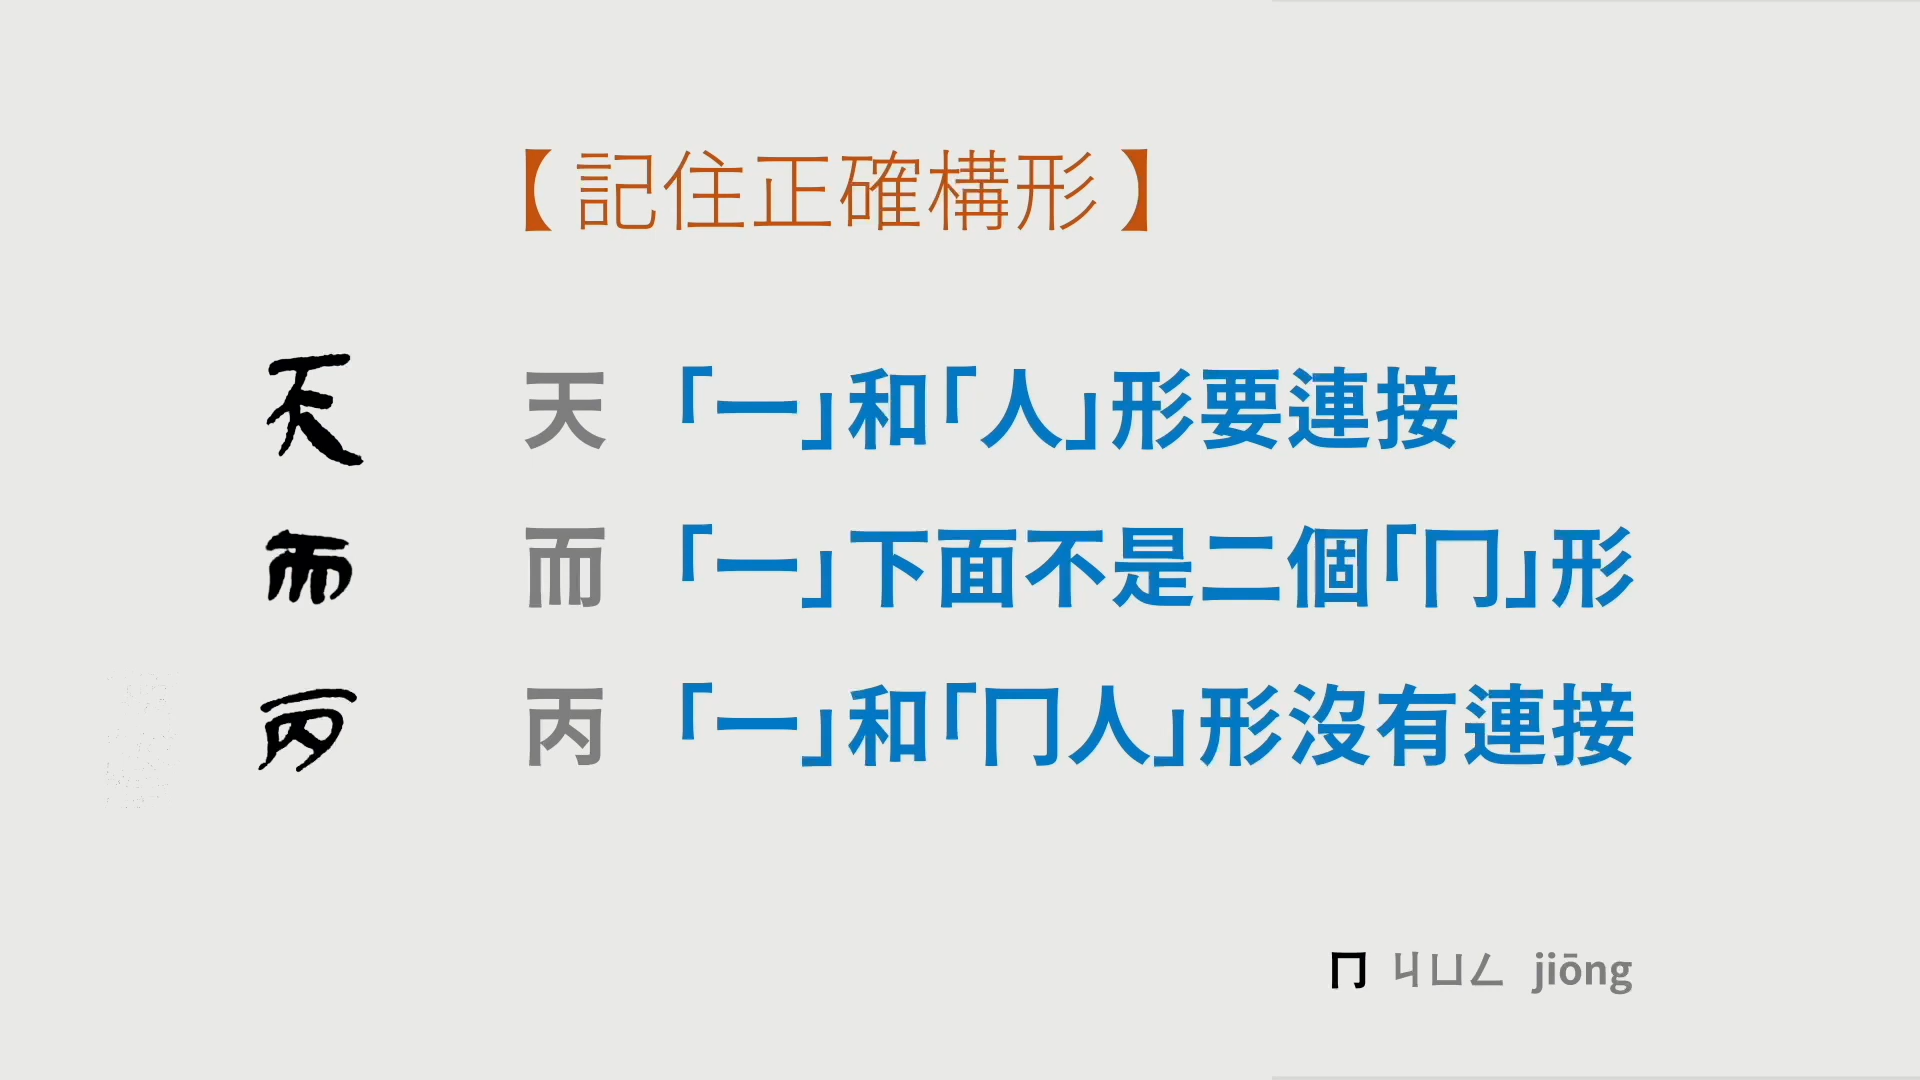 【記住正確構形】
天 天 「一」和「人」形要連接
而 而 「一」下面不是二個「冂」形
丙 丙 「一」和「冂人」形沒有連接
冂 ㄐㄩㄥ jiōng